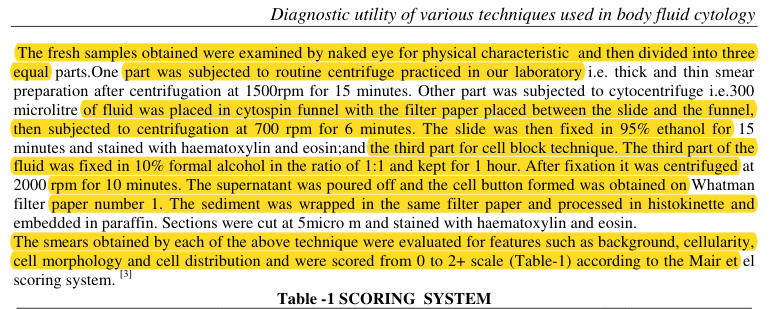 Diagnostic utility of various techniques used in body fluid cytology
The fresh samples obtained were examined by naked eye for physical characteristic and then divided into three
equal parts.One part was subjected to routine centrifuge practiced in our laboratory i.e. thick and thin smear
preparation after centrifugation at 1500rpm for 15 minutes. Other part was subjected to cytocentrifuge i.e.300
microlitre of fluid was placed in cytospin funnel with the filter paper placed between the slide and the funnel,
then subjected to centrifugation at 700 rpm for 6 minutes. The slide was then fixed in 95% ethanol for 15
minutes and stained with haematoxylin and eosin;and the third part for cell block technique. The third part of the
fluid was fixed in 10% formal alcohol in the ratio of 1:1 and kept for 1 hour. After fixation it was centrifuged at
2000 rpm for 10 minutes. The supernatant was poured off and the cell button formed was obtained on Whatman
filter paper number 1. The sediment was wrapped in the same filter paper and processed in histokinette and
embedded in paraffin. Sections were cut at 5micro m and stained with haematoxylin and eosin.
The smears obtained by each of the above technique were evaluated for features such as background, cellularity,
cell morphology and cell distribution and were scored from 0 to 2+ scale (Table-1) according to the Mair et el
scoring system. [3]
Table -1 SCORING SYSTEM